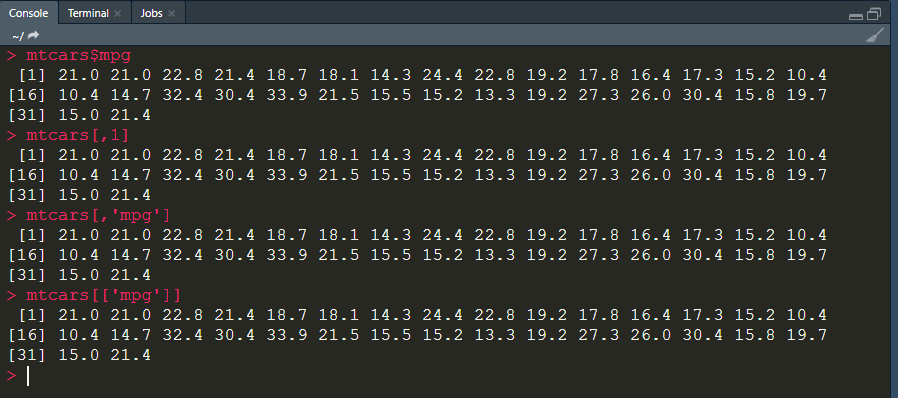 Console Terminal × Jobs ×
~/
> mtcars$mpg
[1] 21.0 21.0 22.8 21.4 18.7 18.1 14.3 24.4 22.8 19.2 17.8 16.4 17.3 15.2 10.4
[16] 10.4 14.7 32.4 30.4 33.9 21.5 15.5 15.2 13.3 19.2 27.3 26.0 30.4 15.8 19.7
[31] 15.0 21.4
> mtcars[,1]
[1] 21.0 21.0 22.8 21.4 18.7 18.1 14.3 24.4 22.8 19.2 17.8 16.4 17.3 15.2 10.4
[16] 10.4 14.7 32.4 30.4 33.9 21.5 15.5 15.2 13.3 19.2 27.3 26.0 30.4 15.8 19.7
[31] 15.0 21.4
> mtcars[,'mpg']
[1] 21.0 21.0 22.8 21.4 18.7 18.1 14.3 24.4 22.8 19.2 17.8 16.4 17.3 15.2 10.4
[16] 10.4 14.7 32.4 30.4 33.9 21.5 15.5 15.2 13.3 19.2 27.3 26.0 30.4 15.8 19.7
[31] 15.0 21.4
> mtcars[['mpg']]
[1] 21.0 21.0 22.8 21.4 18.7 18.1 14.3 24.4 22.8 19.2 17.8 16.4 17.3 15.2 10.4
[16] 10.4 14.7 32.4 30.4 33.9 21.5 15.5 15.2 13.3 19.2 27.3 26.0 30.4 15.8 19.7
[31] 15.0 21.4
>